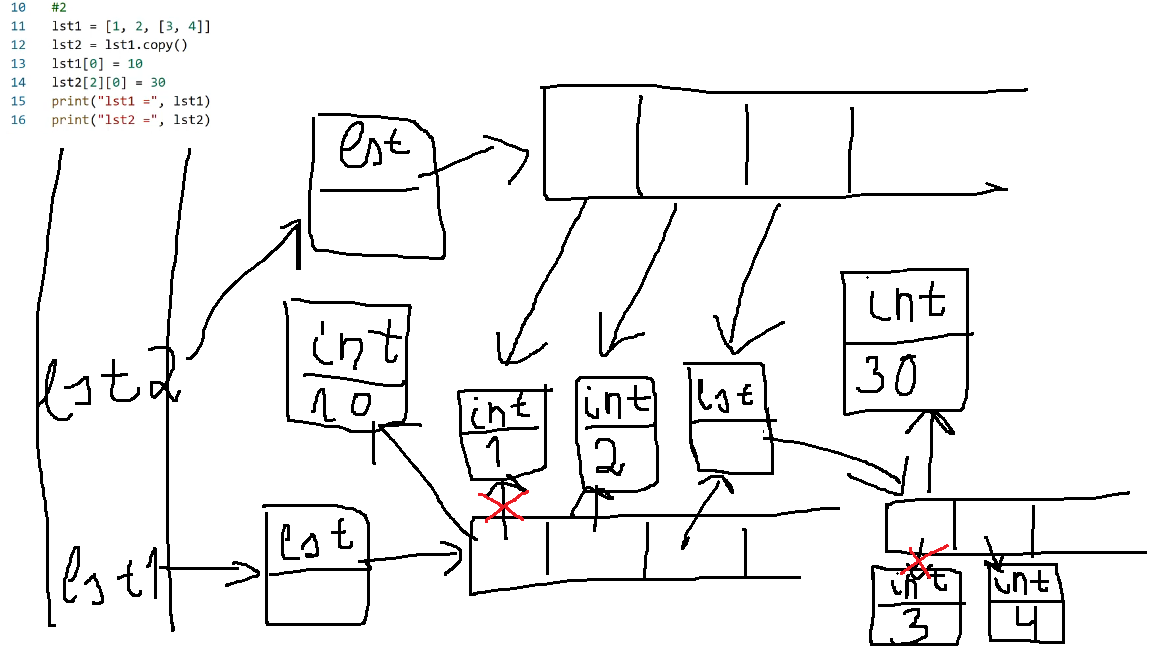 10 #2
11 lst1 = [1, 2, [3, 4]]
12 lst2 = lst1.copy()
13 lst1[0] = 10
14 lst2[2][0] = 30
15 print("lst1 =", lst1)
16 print("lst2 =", lst2)
lst
int
30
int
10
lst2
int
1
int
2
lst
lst
lst1
int
3
int
4